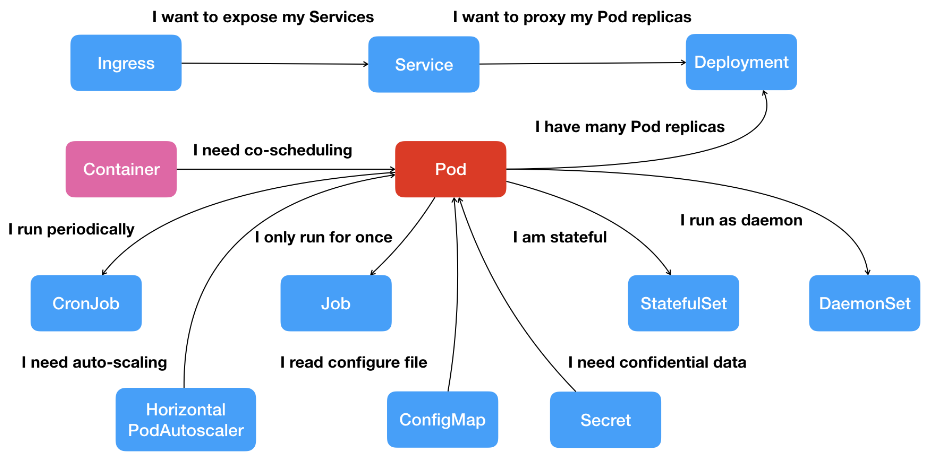 I want to expose my Services
I want to proxy my Pod replicas
Ingress
Service
Deployment
I have many Pod replicas
I need co-scheduling
Container
Pod
I run periodically
I only run for once
I am stateful
I run as daemon
CronJob
Job
StatefulSet
DaemonSet
I need auto-scaling
I read configure file
I need confidential data
Horizontal
PodAutoscaler
ConfigMap
Secret